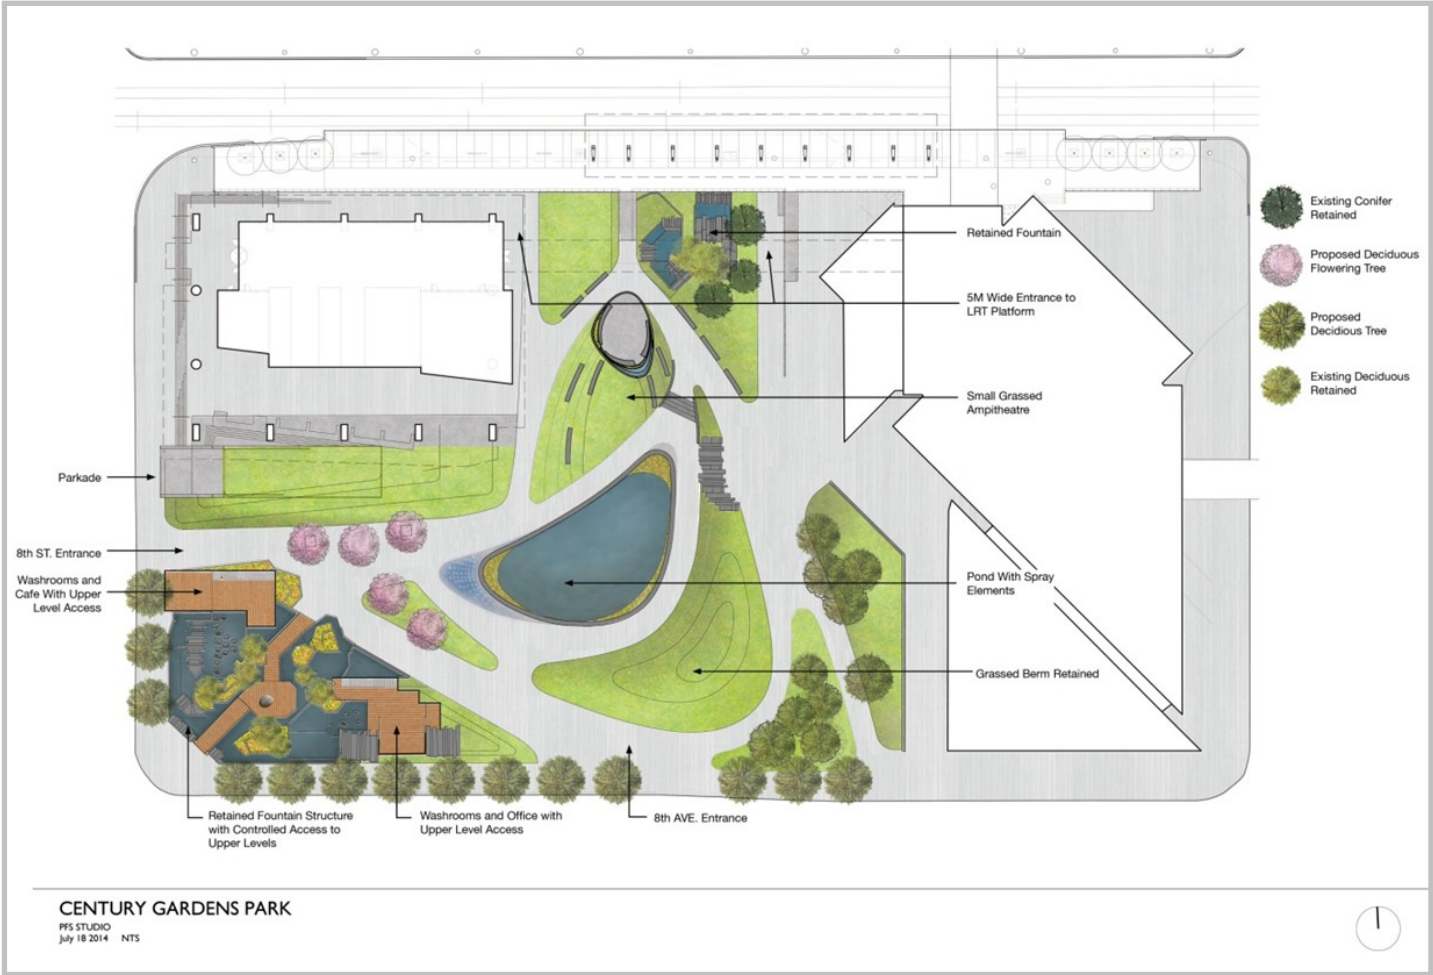 Existing Conifer
Retained
Proposed Deciduous
Flowering Tree
Proposed
Decidious Tree
Existing Deciduous
Retained
Retained Fountain
5M Wide Entrance to
LRT Platform
Small Grassed
Ampitheatre
Parkade
8th ST. Entrance
Washrooms and
Cafe With Upper
Level Access
Pond With Spray
Elements
Grassed Berm Retained
Retained Fountain Structure
with Controlled Access to
Upper Levels
Washrooms and Office with
Upper Level Access
8th AVE. Entrance
CENTURY GARDENS PARK
PFS STUDIO
July 18 2014 NTS